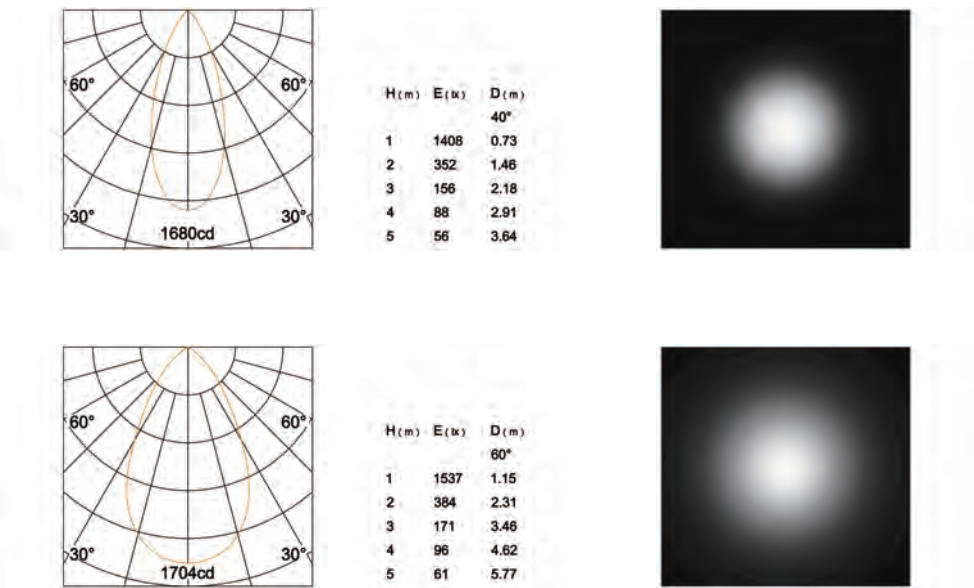 60° 60°
30° 30°
1680cd
H(m) E(lx) D(m)
40°
1 1408 0.73
2 352 1.46
3 156 2.18
4 88 2.91
5 56 3.64
60° 60°
30° 30°
1704cd
H(m) E(lx) D(m)
60°
1 1537 1.15
2 384 2.31
3 171 3.46
4 96 4.62
5 61 5.77